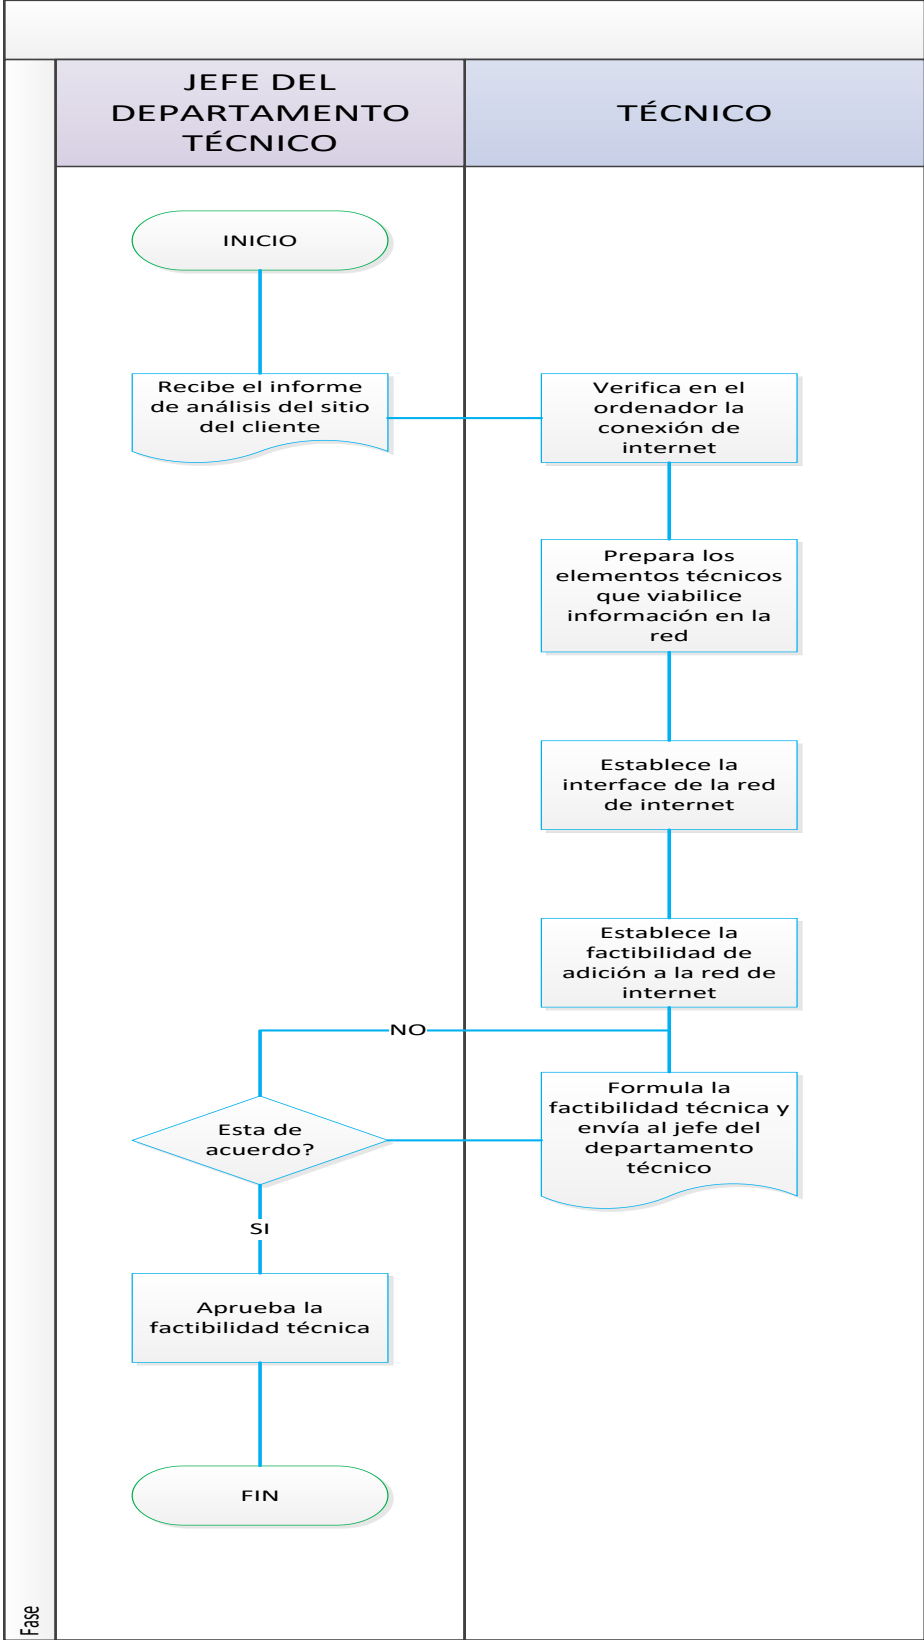 JEFE DEL
DEPARTAMENTO
TÉCNICO
TÉCNICO
INICIO
Recibe el informe
de análisis del sitio
del cliente
Verifica en el
ordenador la
conexión de
internet
Prepara los
elementos técnicos
que viabilice
información en la
red
Establece la
interface de la red
de internet
Establece la
factibilidad de
adición a la red de
internet
NO
Formula la
factibilidad técnica y
envía al jefe del
departamento
técnico
Esta de
acuerdo?
SI
Aprueba la
factibilidad técnica
FIN
Fase